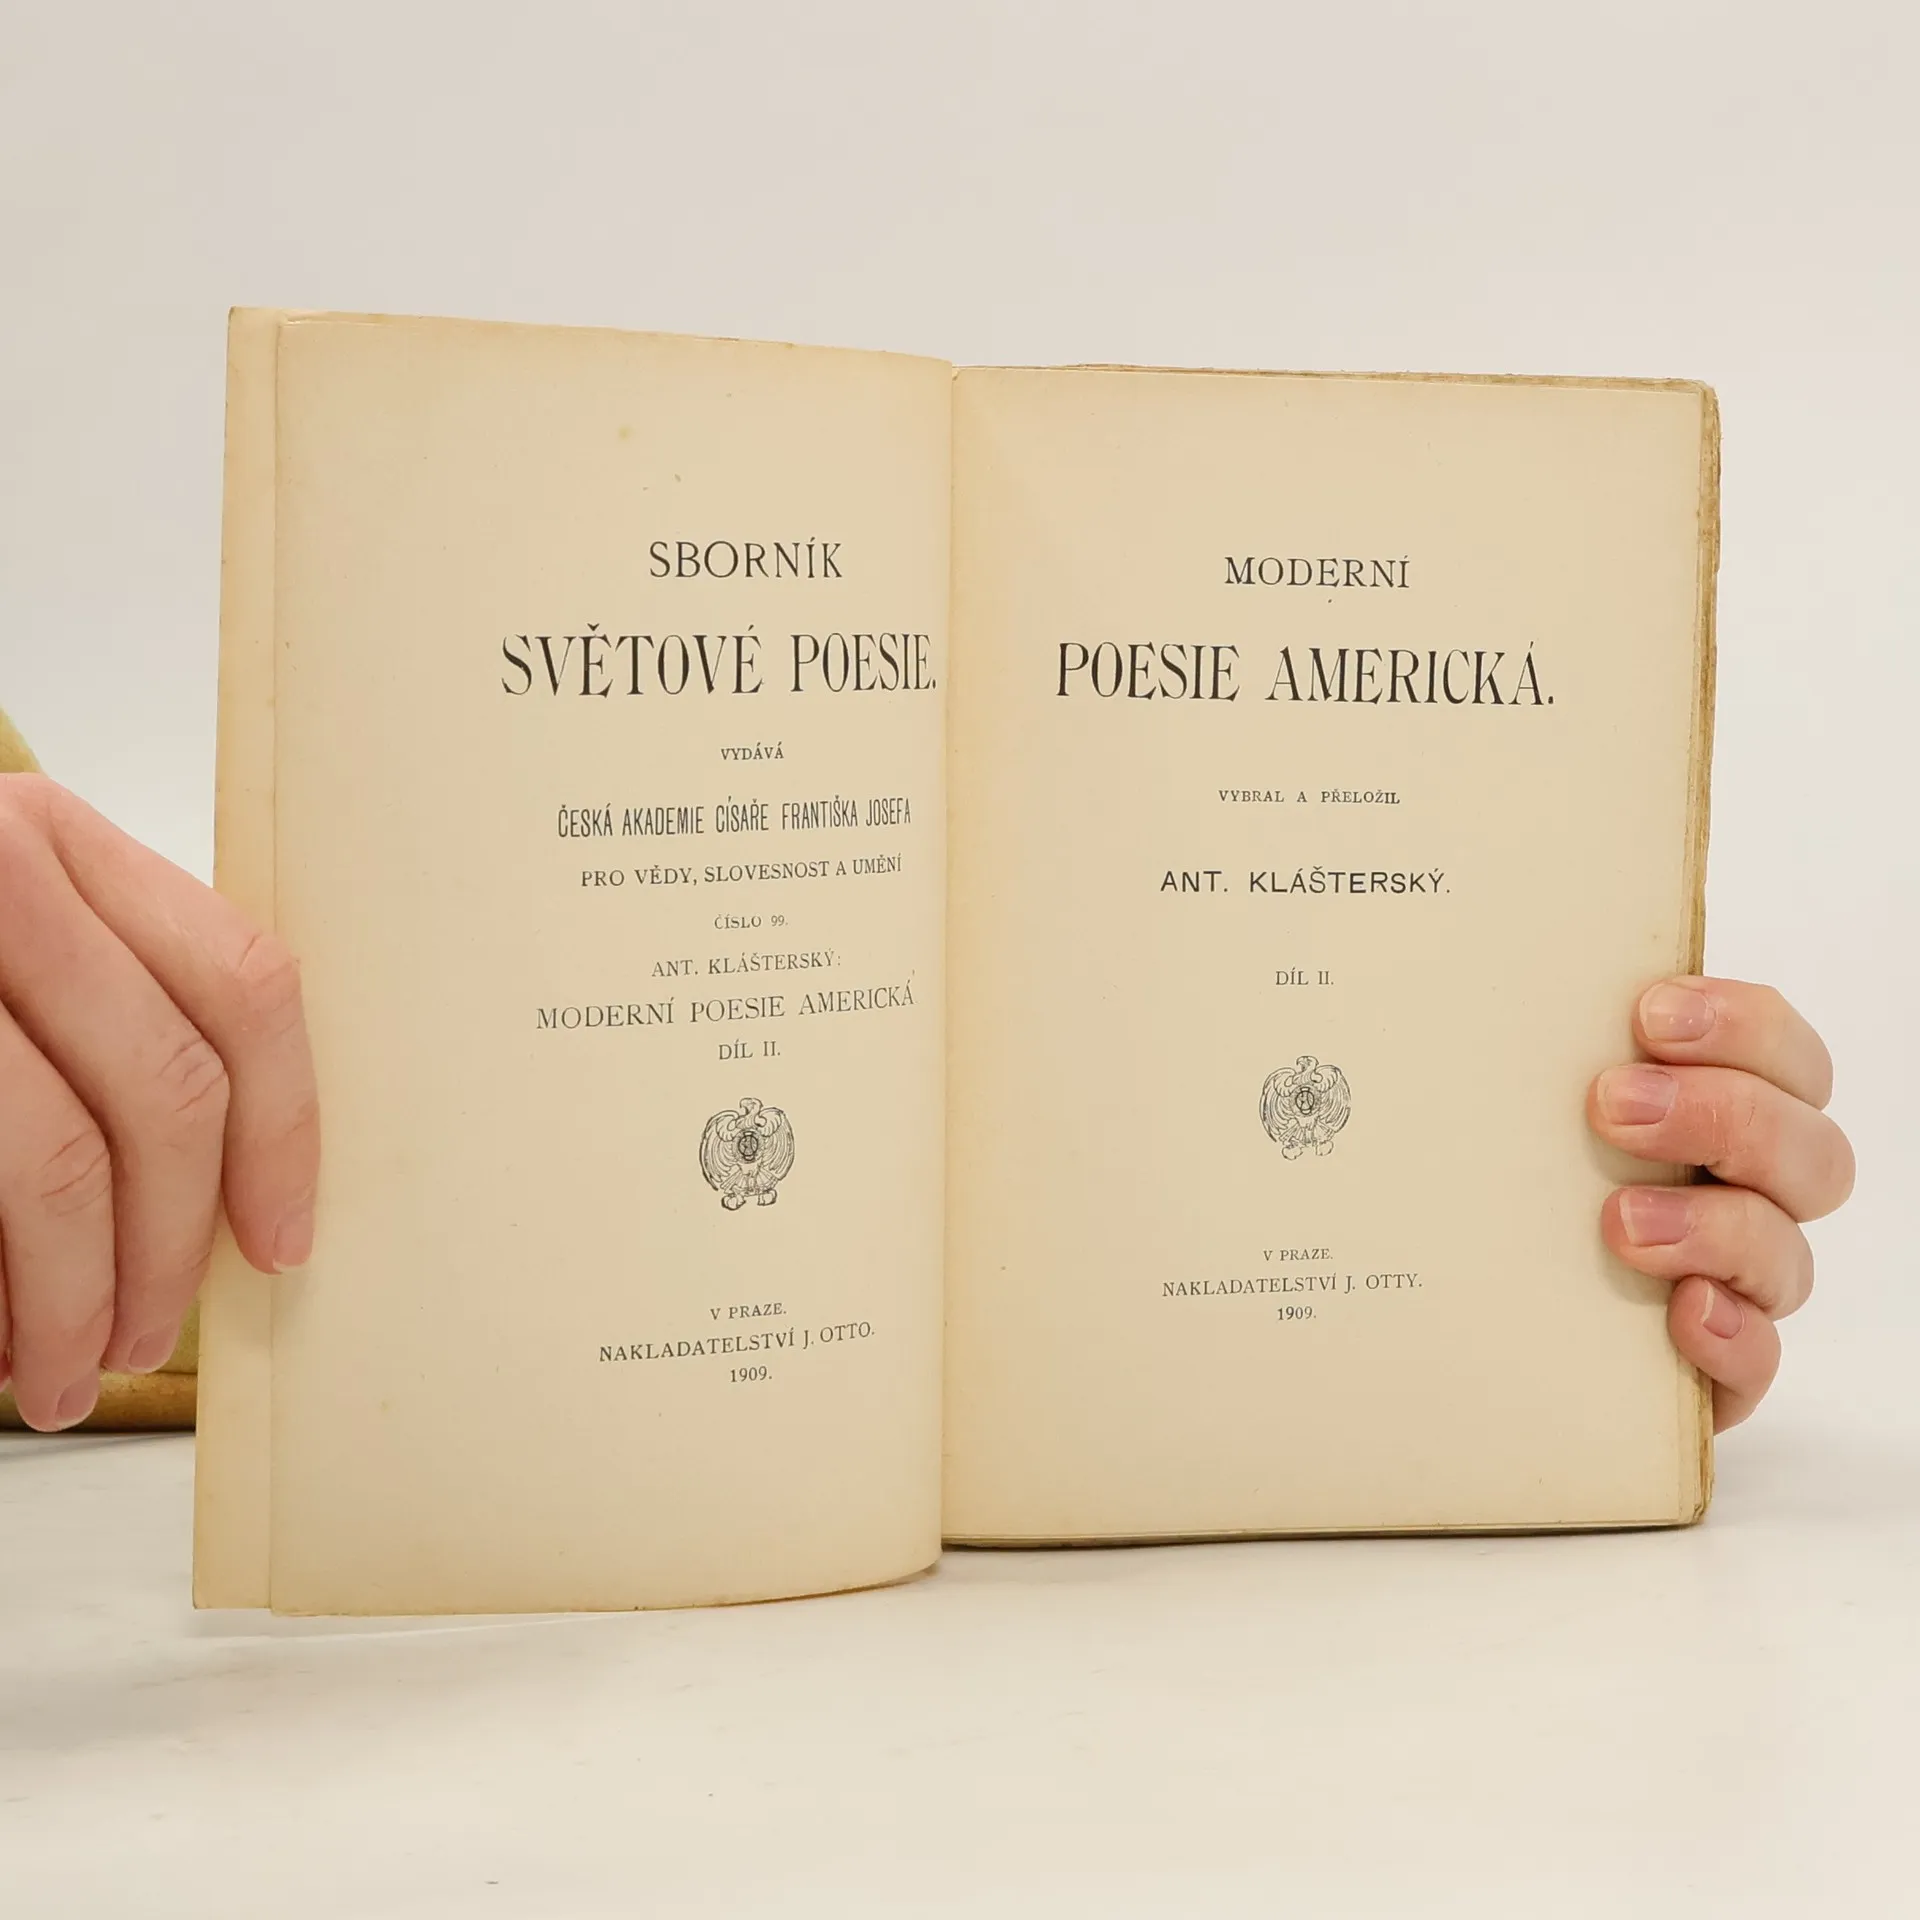 SBORNÍK
SVĚTOVÉ POESIE.
VYDÁVÁ
ČESKÁ AKADEMIE CÍSAŘE FRANTIŠKA JOSEFA
PRO VĚDY, SLOVESNOST A UMĚNÍ
ČÍSLO 99.
ANT. KLÁŠTERSKÝ:
MODERNÍ POESIE AMERICKÁ
DÍL II.
V PRAZE.
NAKLADATELSTVÍ J. OTTO.
1909.
MODERNÍ
POESIE AMERICKÁ.
VYBRAL A PŘELOŽIL
ANT. KLÁŠTERSKÝ.
DÍL II.
V PRAZE.
NAKLADATELSTVÍ J. OTTY.
1909.